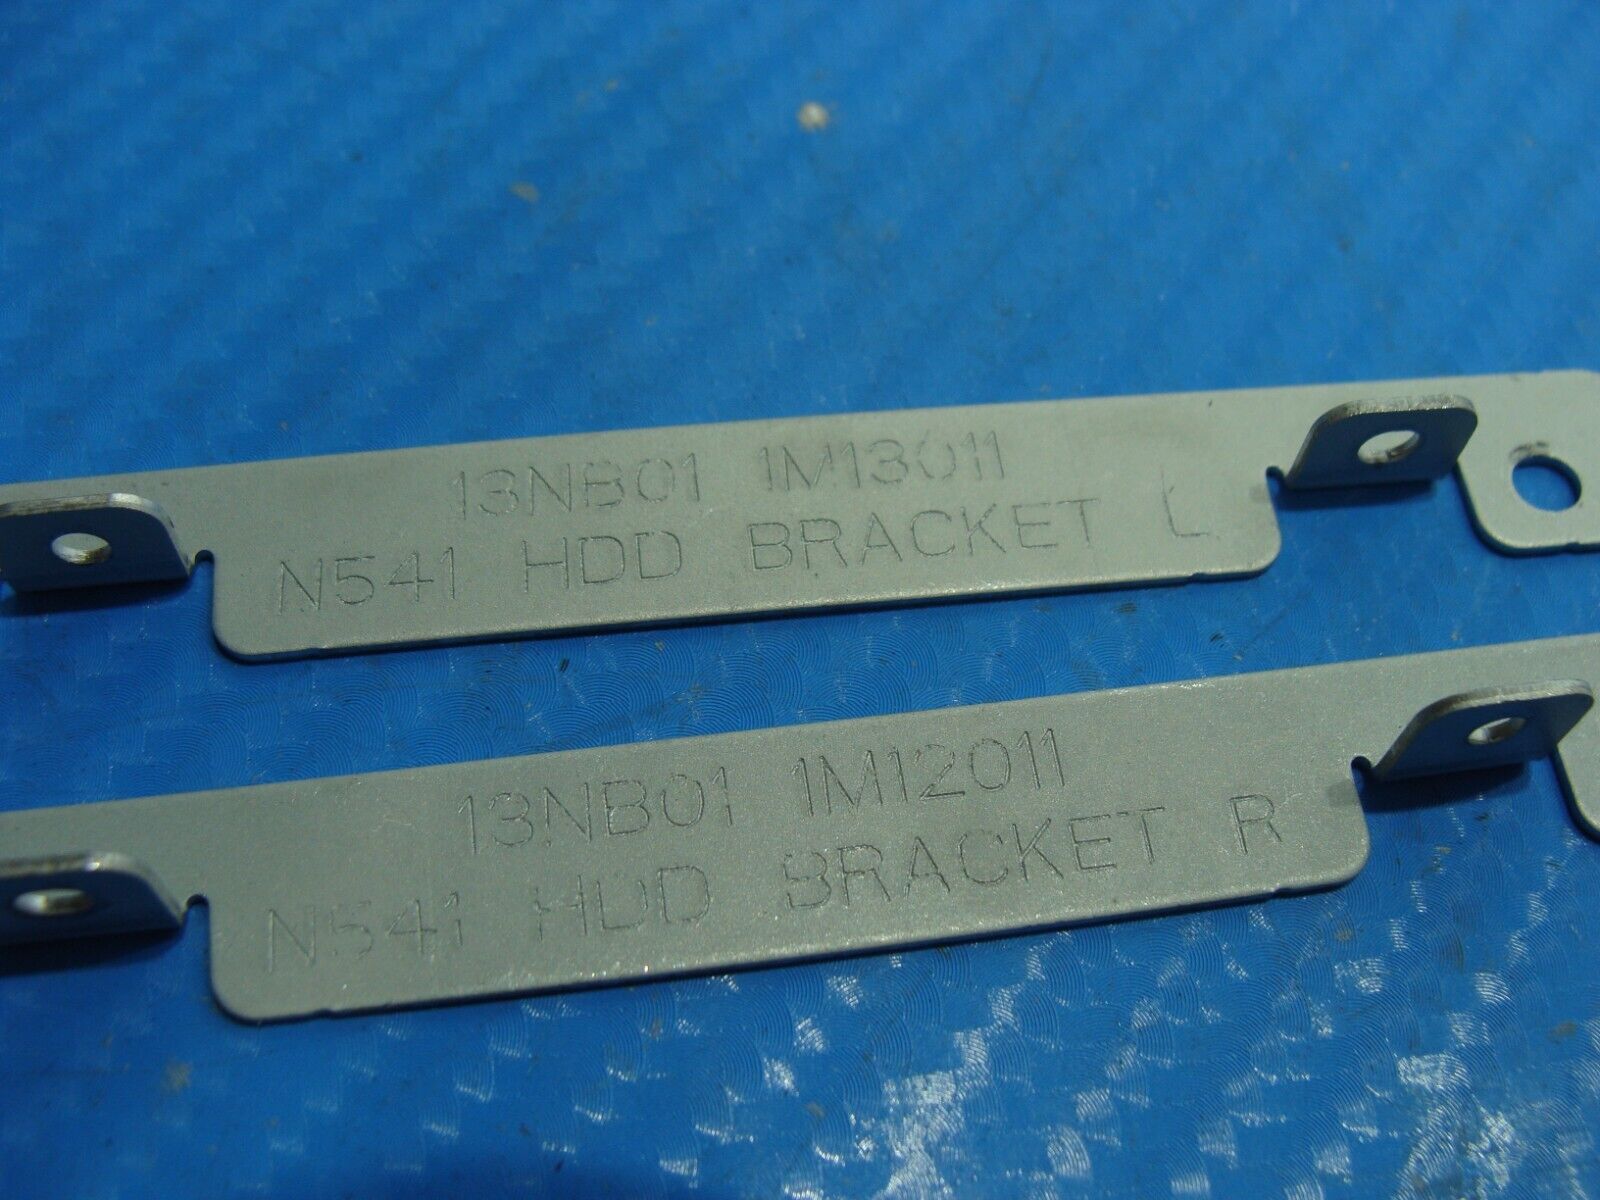 13NB01 1M13011
N541 HDD BRACKET L
13NB01 1M12011
N541 HDD BRACKET R